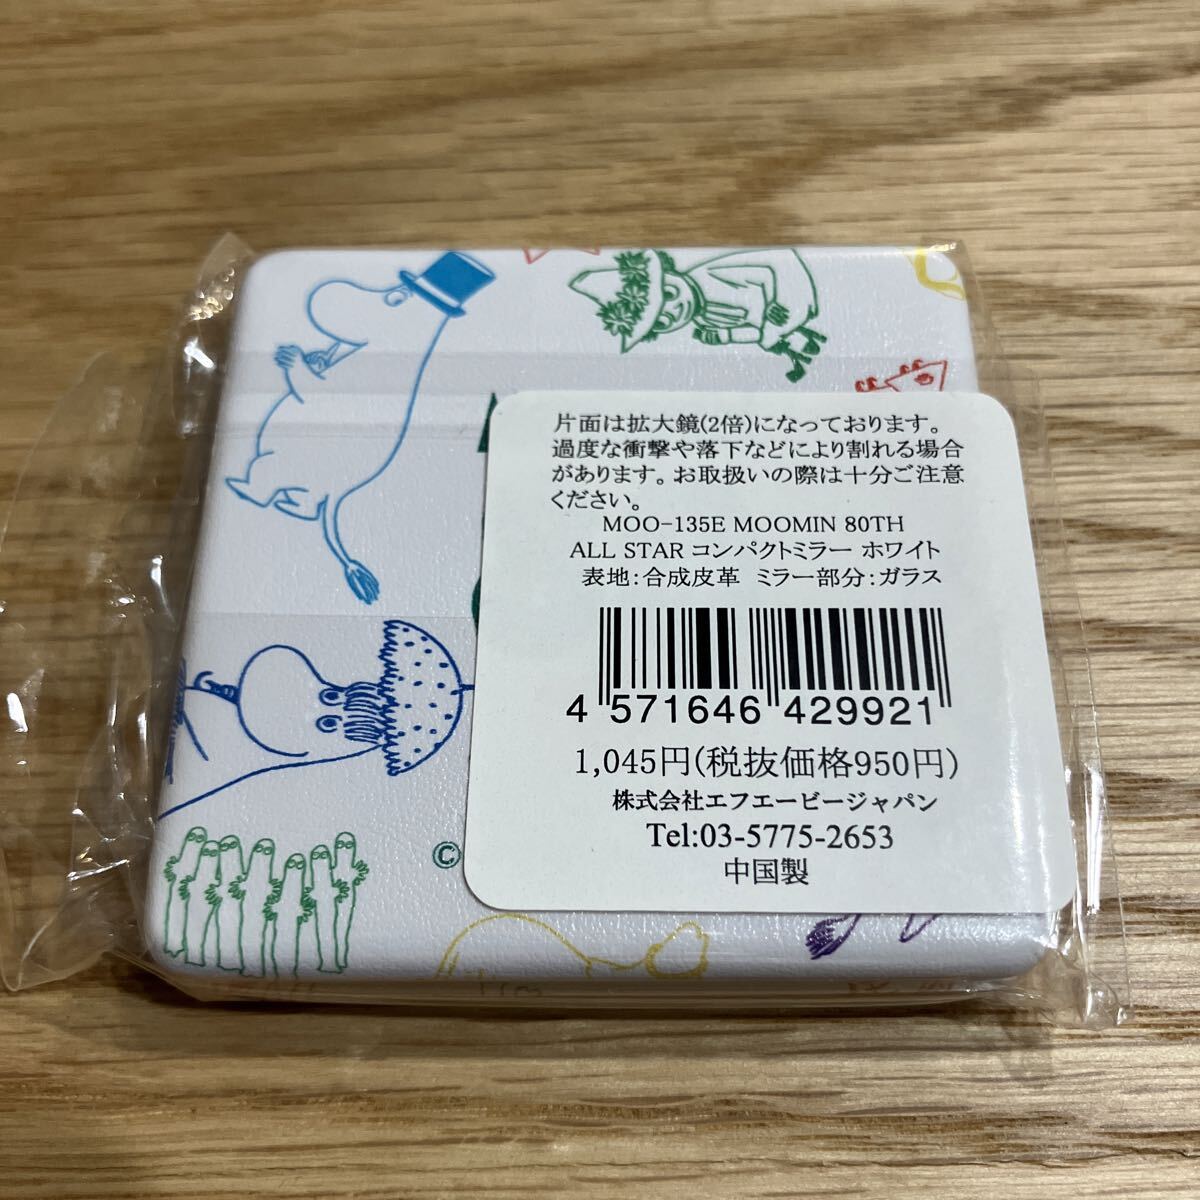 片面は拡大鏡(2倍)になっております。
過度な衝撃や落下などにより割れる場合
があります。お取扱いの際は十分ご注意
ください。
MOO-135E MOOMIN 80TH
ALL STAR コンパクトミラー ホワイト
表地:合成皮革 ミラー部分:ガラス
4 571646 429921
1,045円(税抜価格950円)
株式会社エフエービージャパン
Tel:03-5775-2653
中国製
©